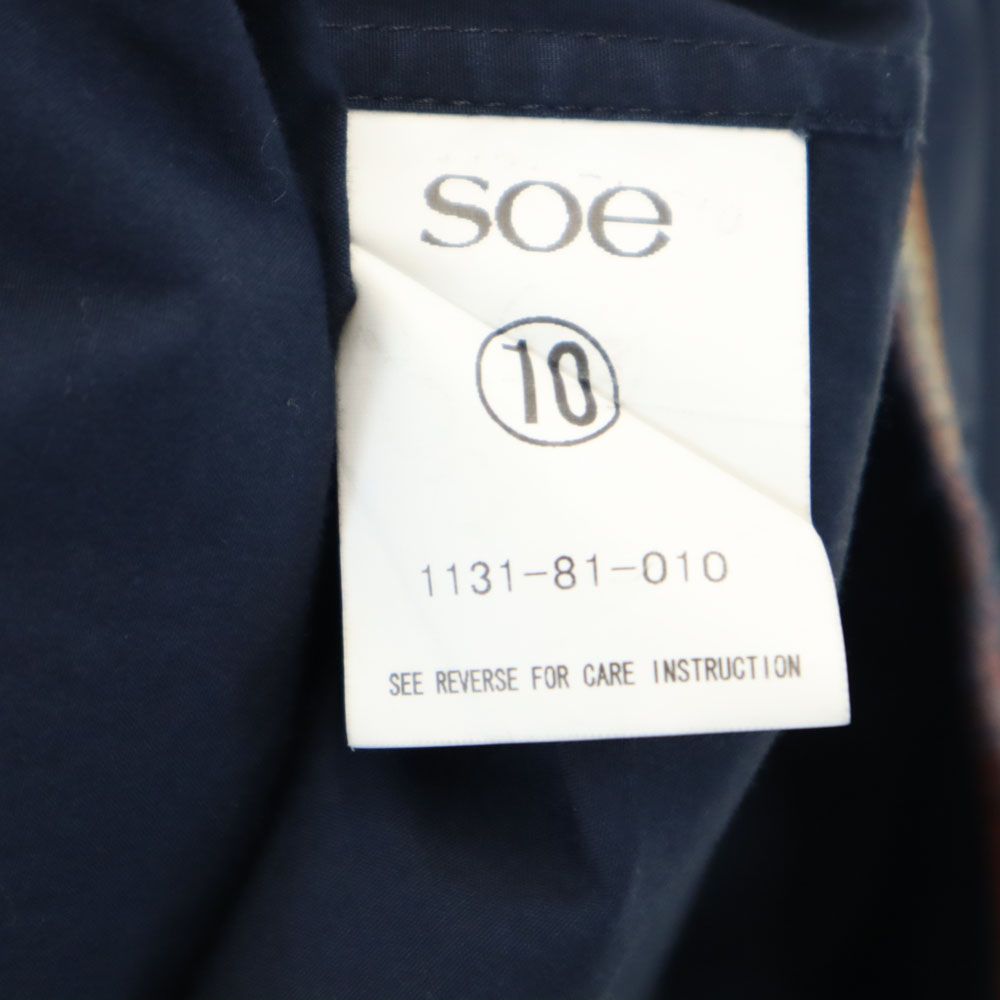 soe
10
1131-81-010
SEE REVERSE FOR CARE INSTRUCTION